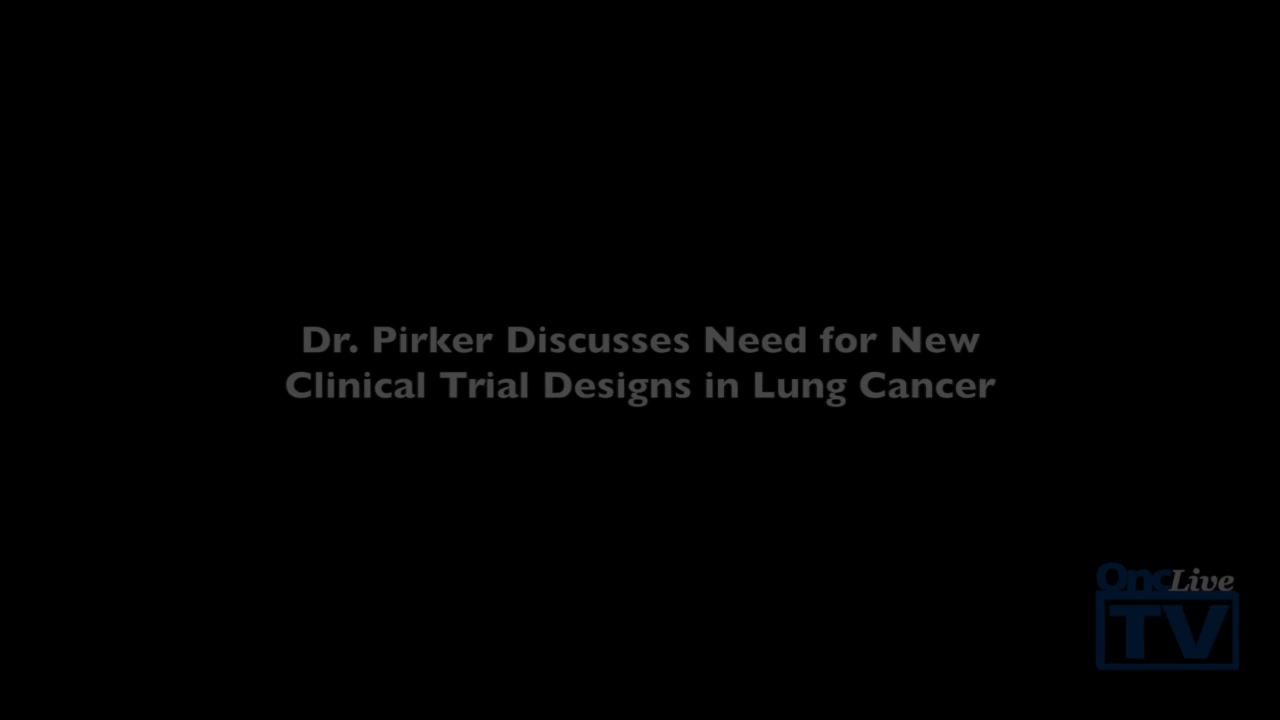 Dr. Pirker Discusses Need for New
Clinical Trial Designs in Lung Cancer
OncLive
TV